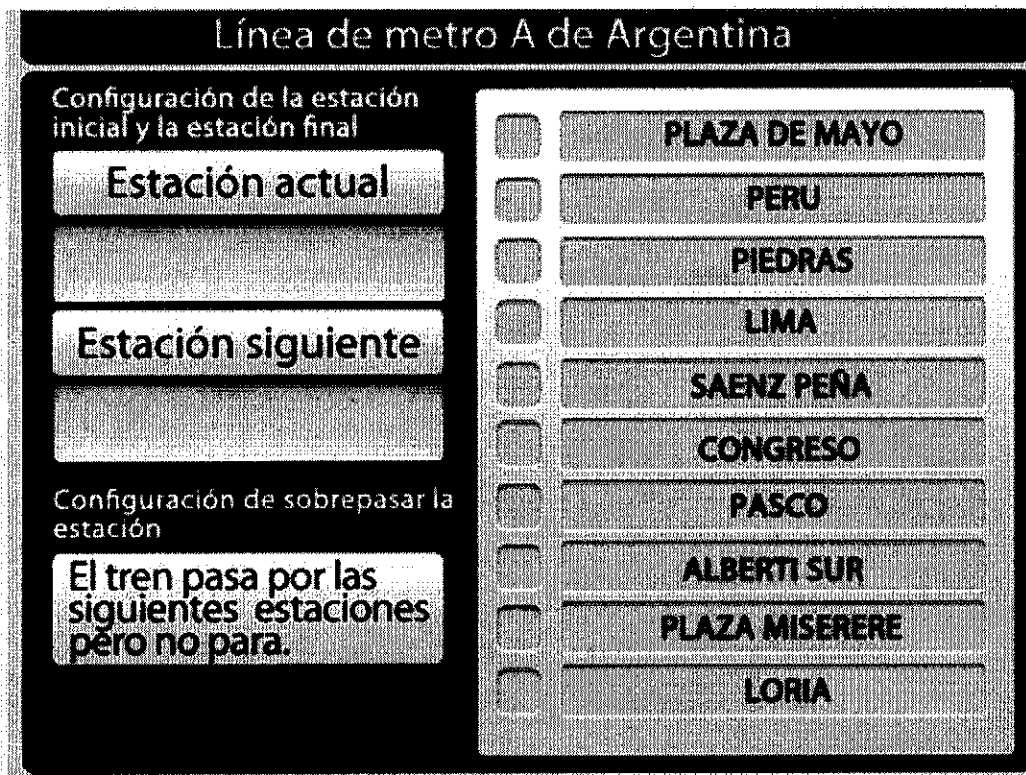 Línea de metro A de Argentina
Configuración de la estación
inicial y la estación final
Estación actual
Estación siguiente
Configuración de sobrepasar la
estación
El tren pasa por las
siguientes estaciones
pero no para.
PLAZA DE MAYO
PERU
PIEDRAS
LIMA
SAENZ PEÑA
CONGRESO
PASCO
ALBERTI SUR
PLAZA MISERERE
LORIA